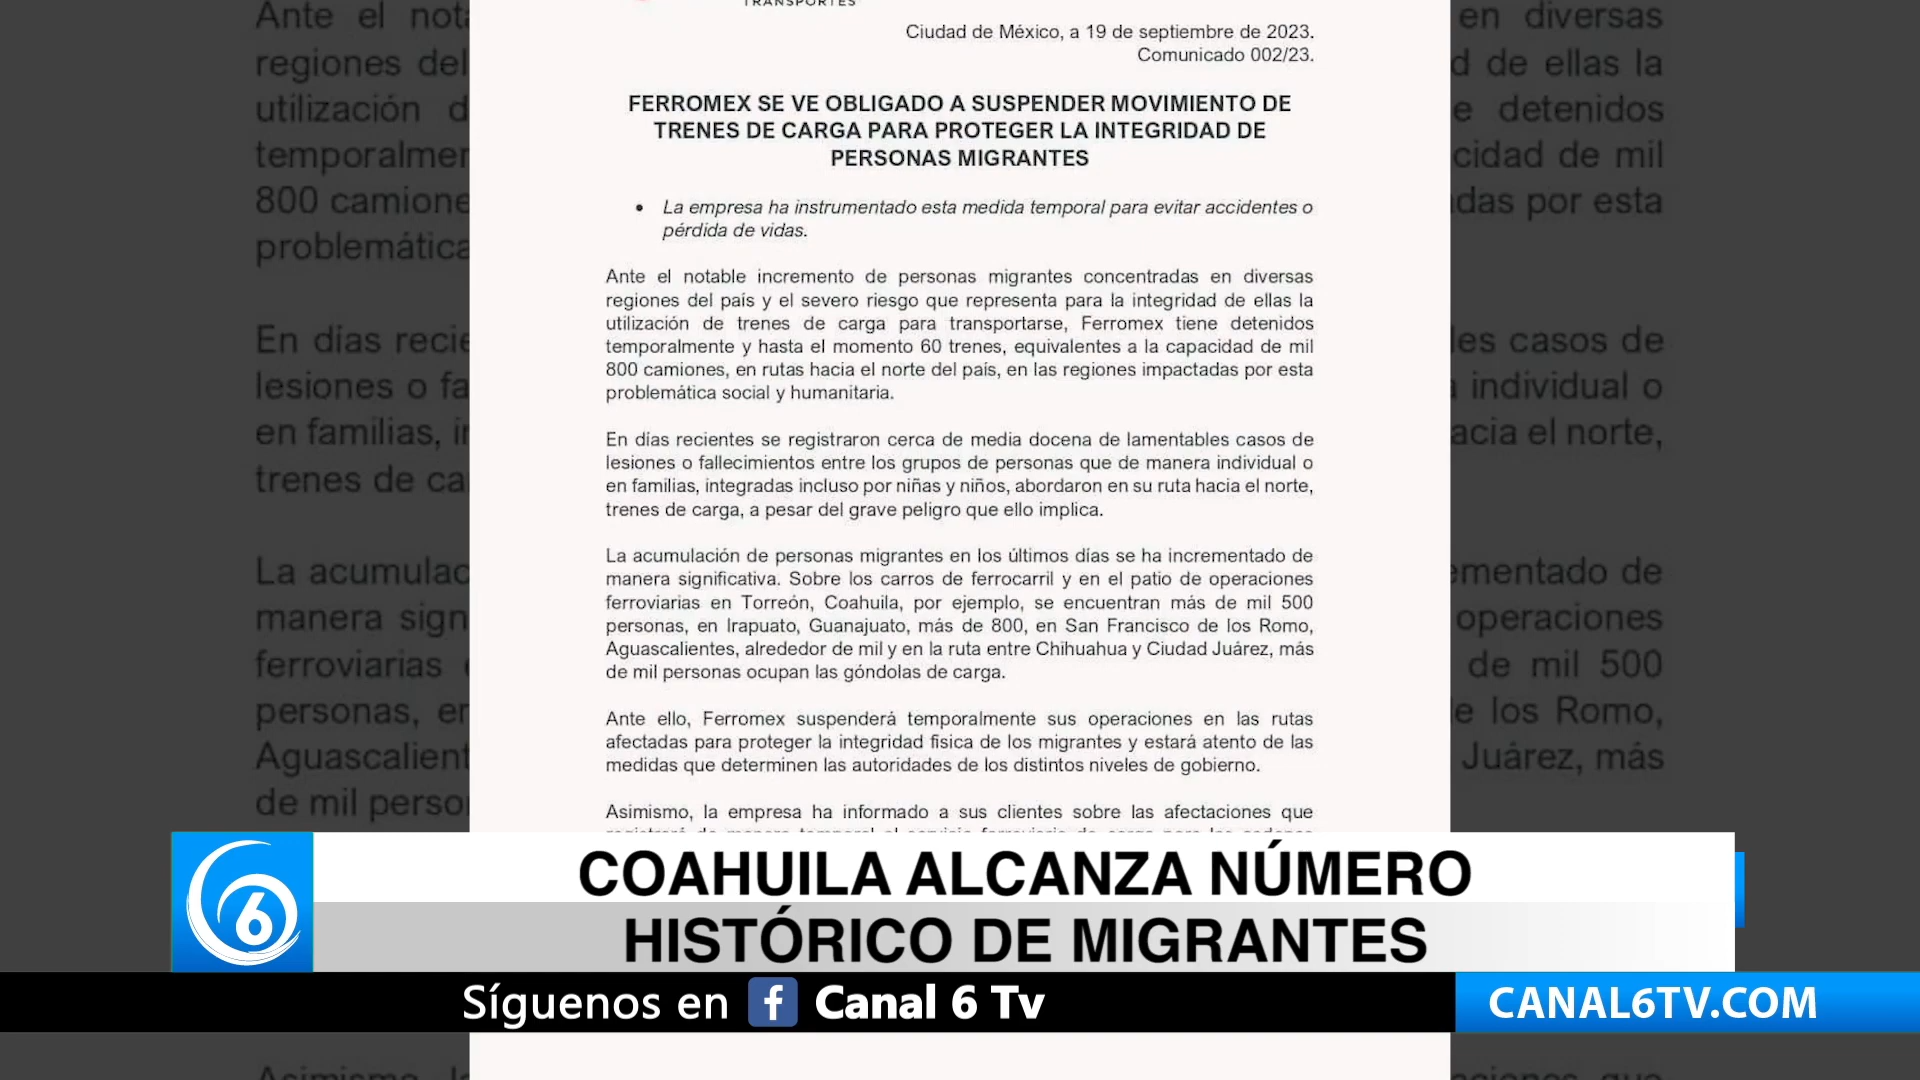 TRANSPORTES
Ciudad de México, a 19 de septiembre de 2023.
Comunicado 002/23.
FERROMEX SE VE OBLIGADO A SUSPENDER MOVIMIENTO DE
TRENES DE CARGA PARA PROTEGER LA INTEGRIDAD DE
PERSONAS MIGRANTES
• La empresa ha instrumentado esta medida temporal para evitar accidentes o
pérdida de vidas.
Ante el notable incremento de personas migrantes concentradas en diversas
regiones del país y el severo riesgo que representa para la integridad de ellas la
utilización de trenes de carga para transportarse, Ferromex tiene detenidos
temporalmente y hasta el momento 60 trenes, equivalentes a la capacidad de mil
800 camiones, en rutas hacia el norte del país, en las regiones impactadas por esta
problemática social y humanitaria.
En días recientes se registraron cerca de media docena de lamentables casos de
lesiones o fallecimientos entre los grupos de personas que de manera individual o
en familias, integradas incluso por niñas y niños, abordaron en su ruta hacia el norte,
trenes de carga, a pesar del grave peligro que ello implica.
La acumulación de personas migrantes en los últimos días se ha incrementado de
manera significativa. Sobre los carros de ferrocarril y en el patio de operaciones
ferroviarias en Torreón, Coahuila, por ejemplo, se encuentran más de mil 500
personas, en Irapuato, Guanajuato, más de 800, en San Francisco de los Romo,
Aguascalientes, alrededor de mil y en la ruta entre Chihuahua y Ciudad Juárez, más
de mil personas ocupan las góndolas de carga.
Ante ello, Ferromex suspenderá temporalmente sus operaciones en las rutas
afectadas para proteger la integridad física de los migrantes y estará atento de las
medidas que determinen las autoridades de los distintos niveles de gobierno.
Asimismo, la empresa ha informado a sus clientes sobre las afectaciones que
6
COAHUILA ALCANZA NÚMERO
HISTÓRICO DE MIGRANTES
Síguenos en f Canal 6 Tv
CANAL6TV.COM